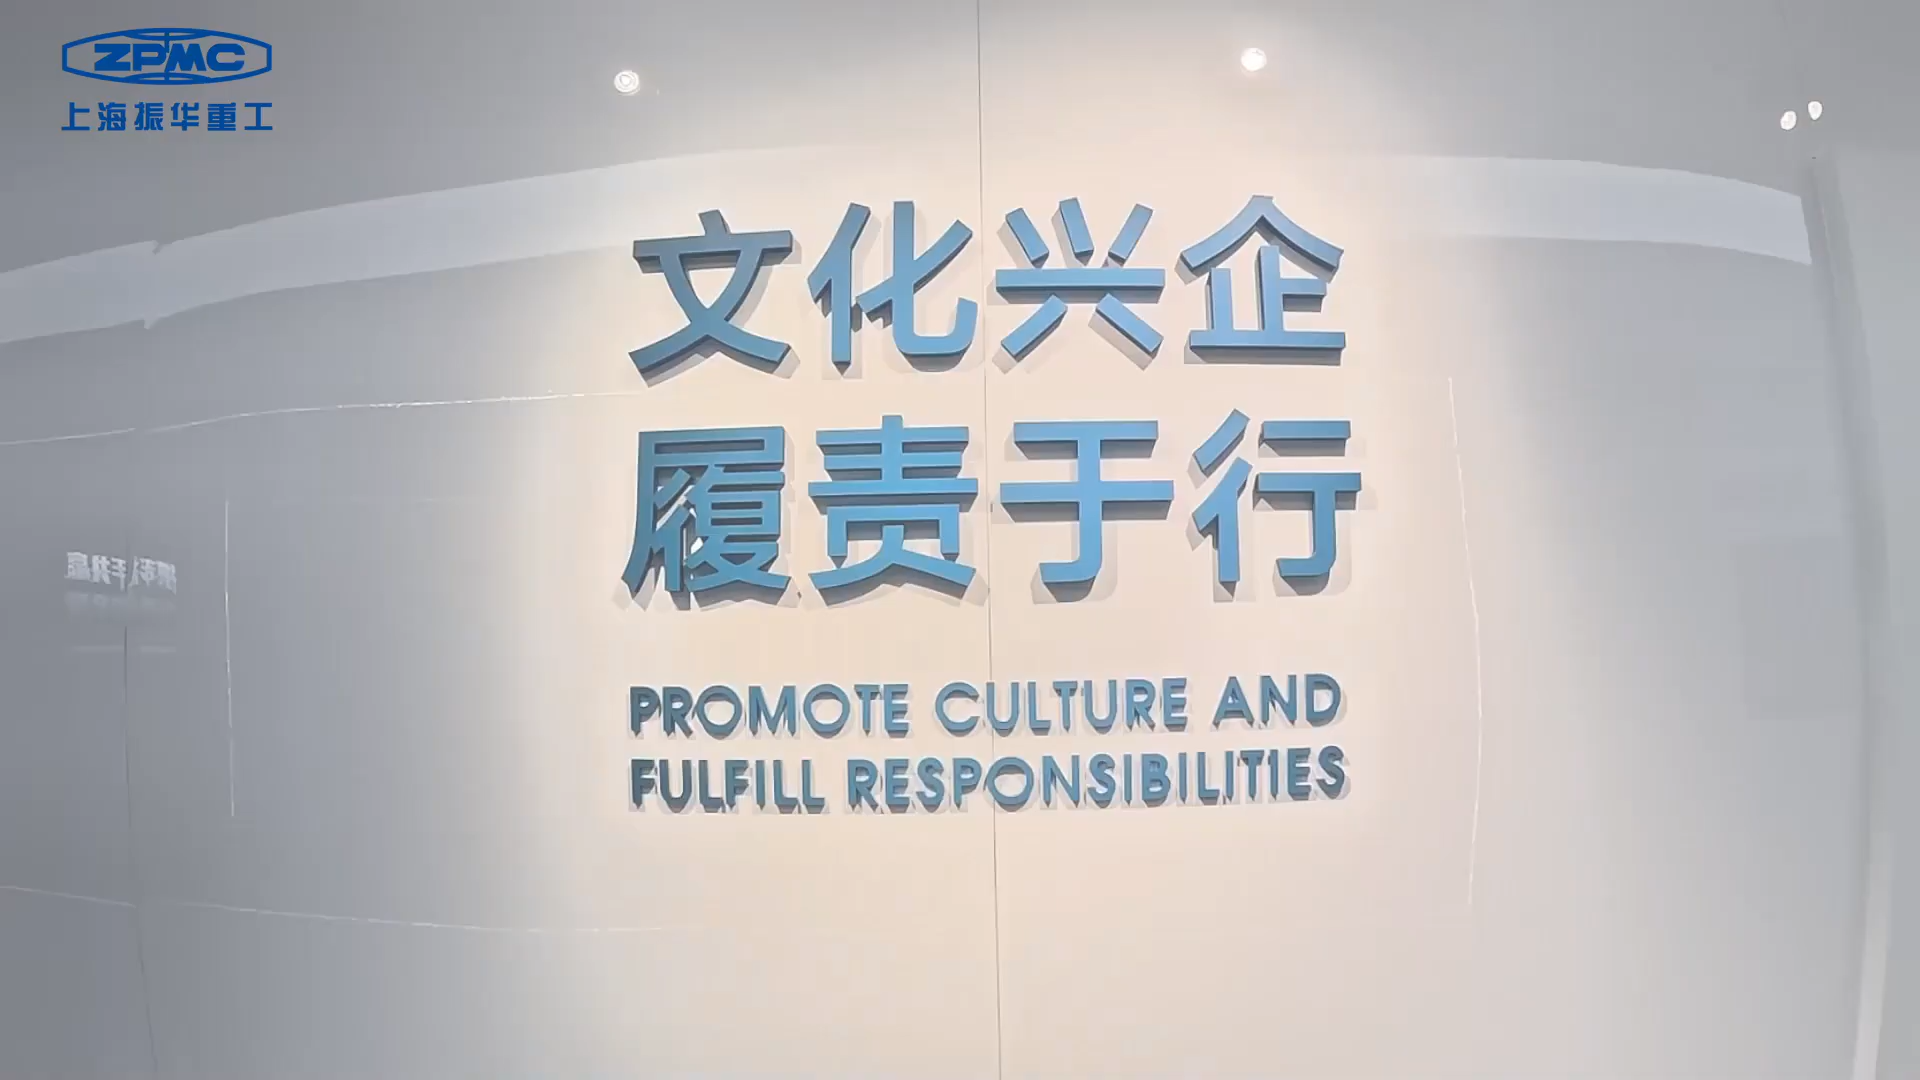 ZPMC
上海振华重工
文化兴企
履责于行
PROMOTE CULTURE AND
FULFILL RESPONSIBILITIES